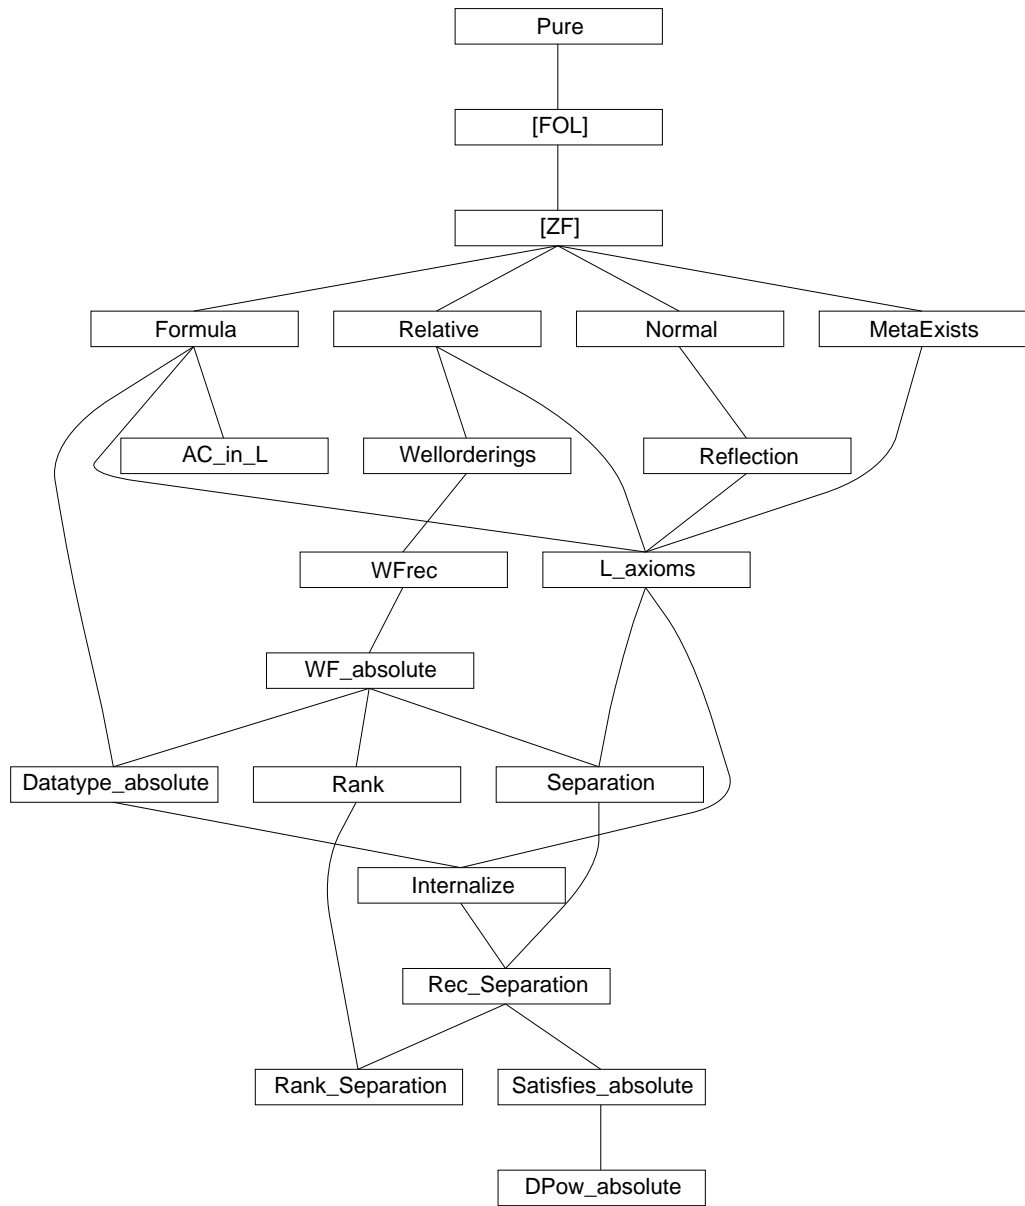 Pure
[FOL]
[ZF]
Formula
Relative
Normal
MetaExists
AC_in_L
Wellorderings
Reflection
WFrec
L_axioms
WF_absolute
Datatype_absolute
Rank
Separation
Internalize
Rec_Separation
Rank_Separation
Satisfies_absolute
DPow_absolute